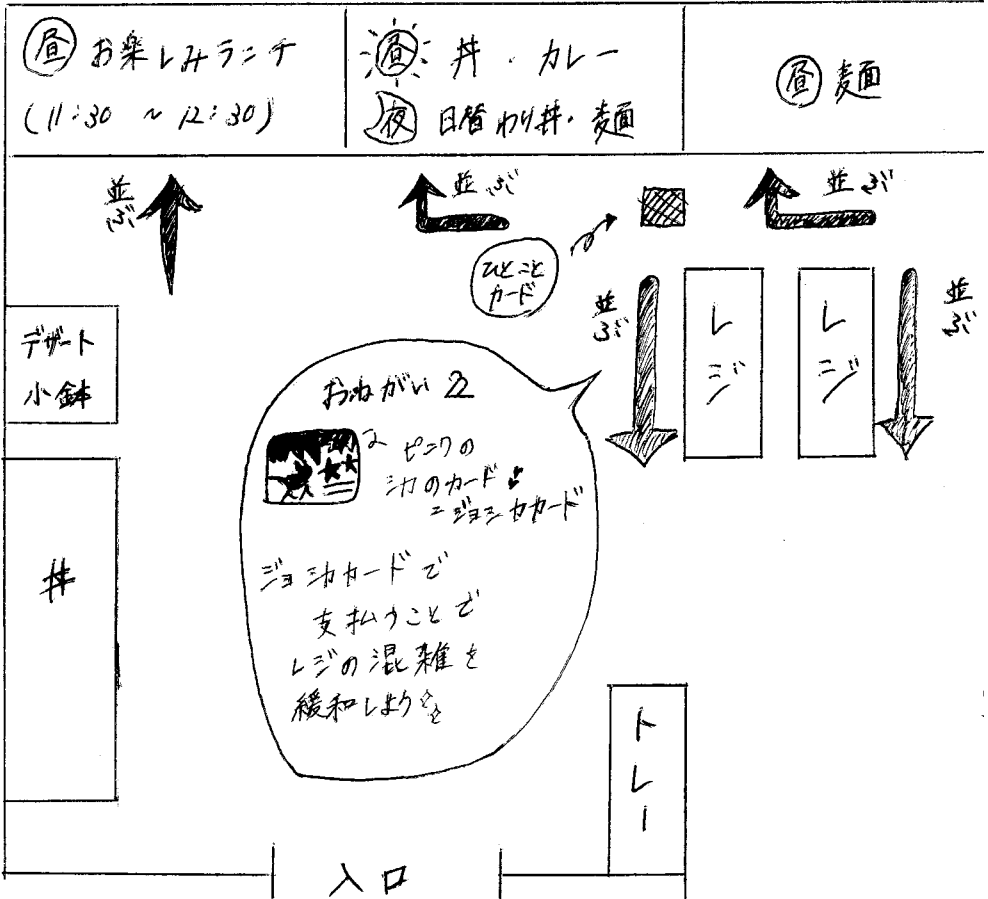 昼 お楽しみランチ
(11:30 ~ 12:30)
昼 丼・カレー
夜 日替わり丼・麺
昼 麺
並ぶ
並ぶ
並ぶ
ひとこと
カード
並ぶ
レジ
レジ
並ぶ
デザート
小鉢
おねがい
ピンクの
シカのカード
=ジョシカカード
ジョシカカードで
支払うことで
レジの混雑を
緩和しよう
丼
トレー
入口